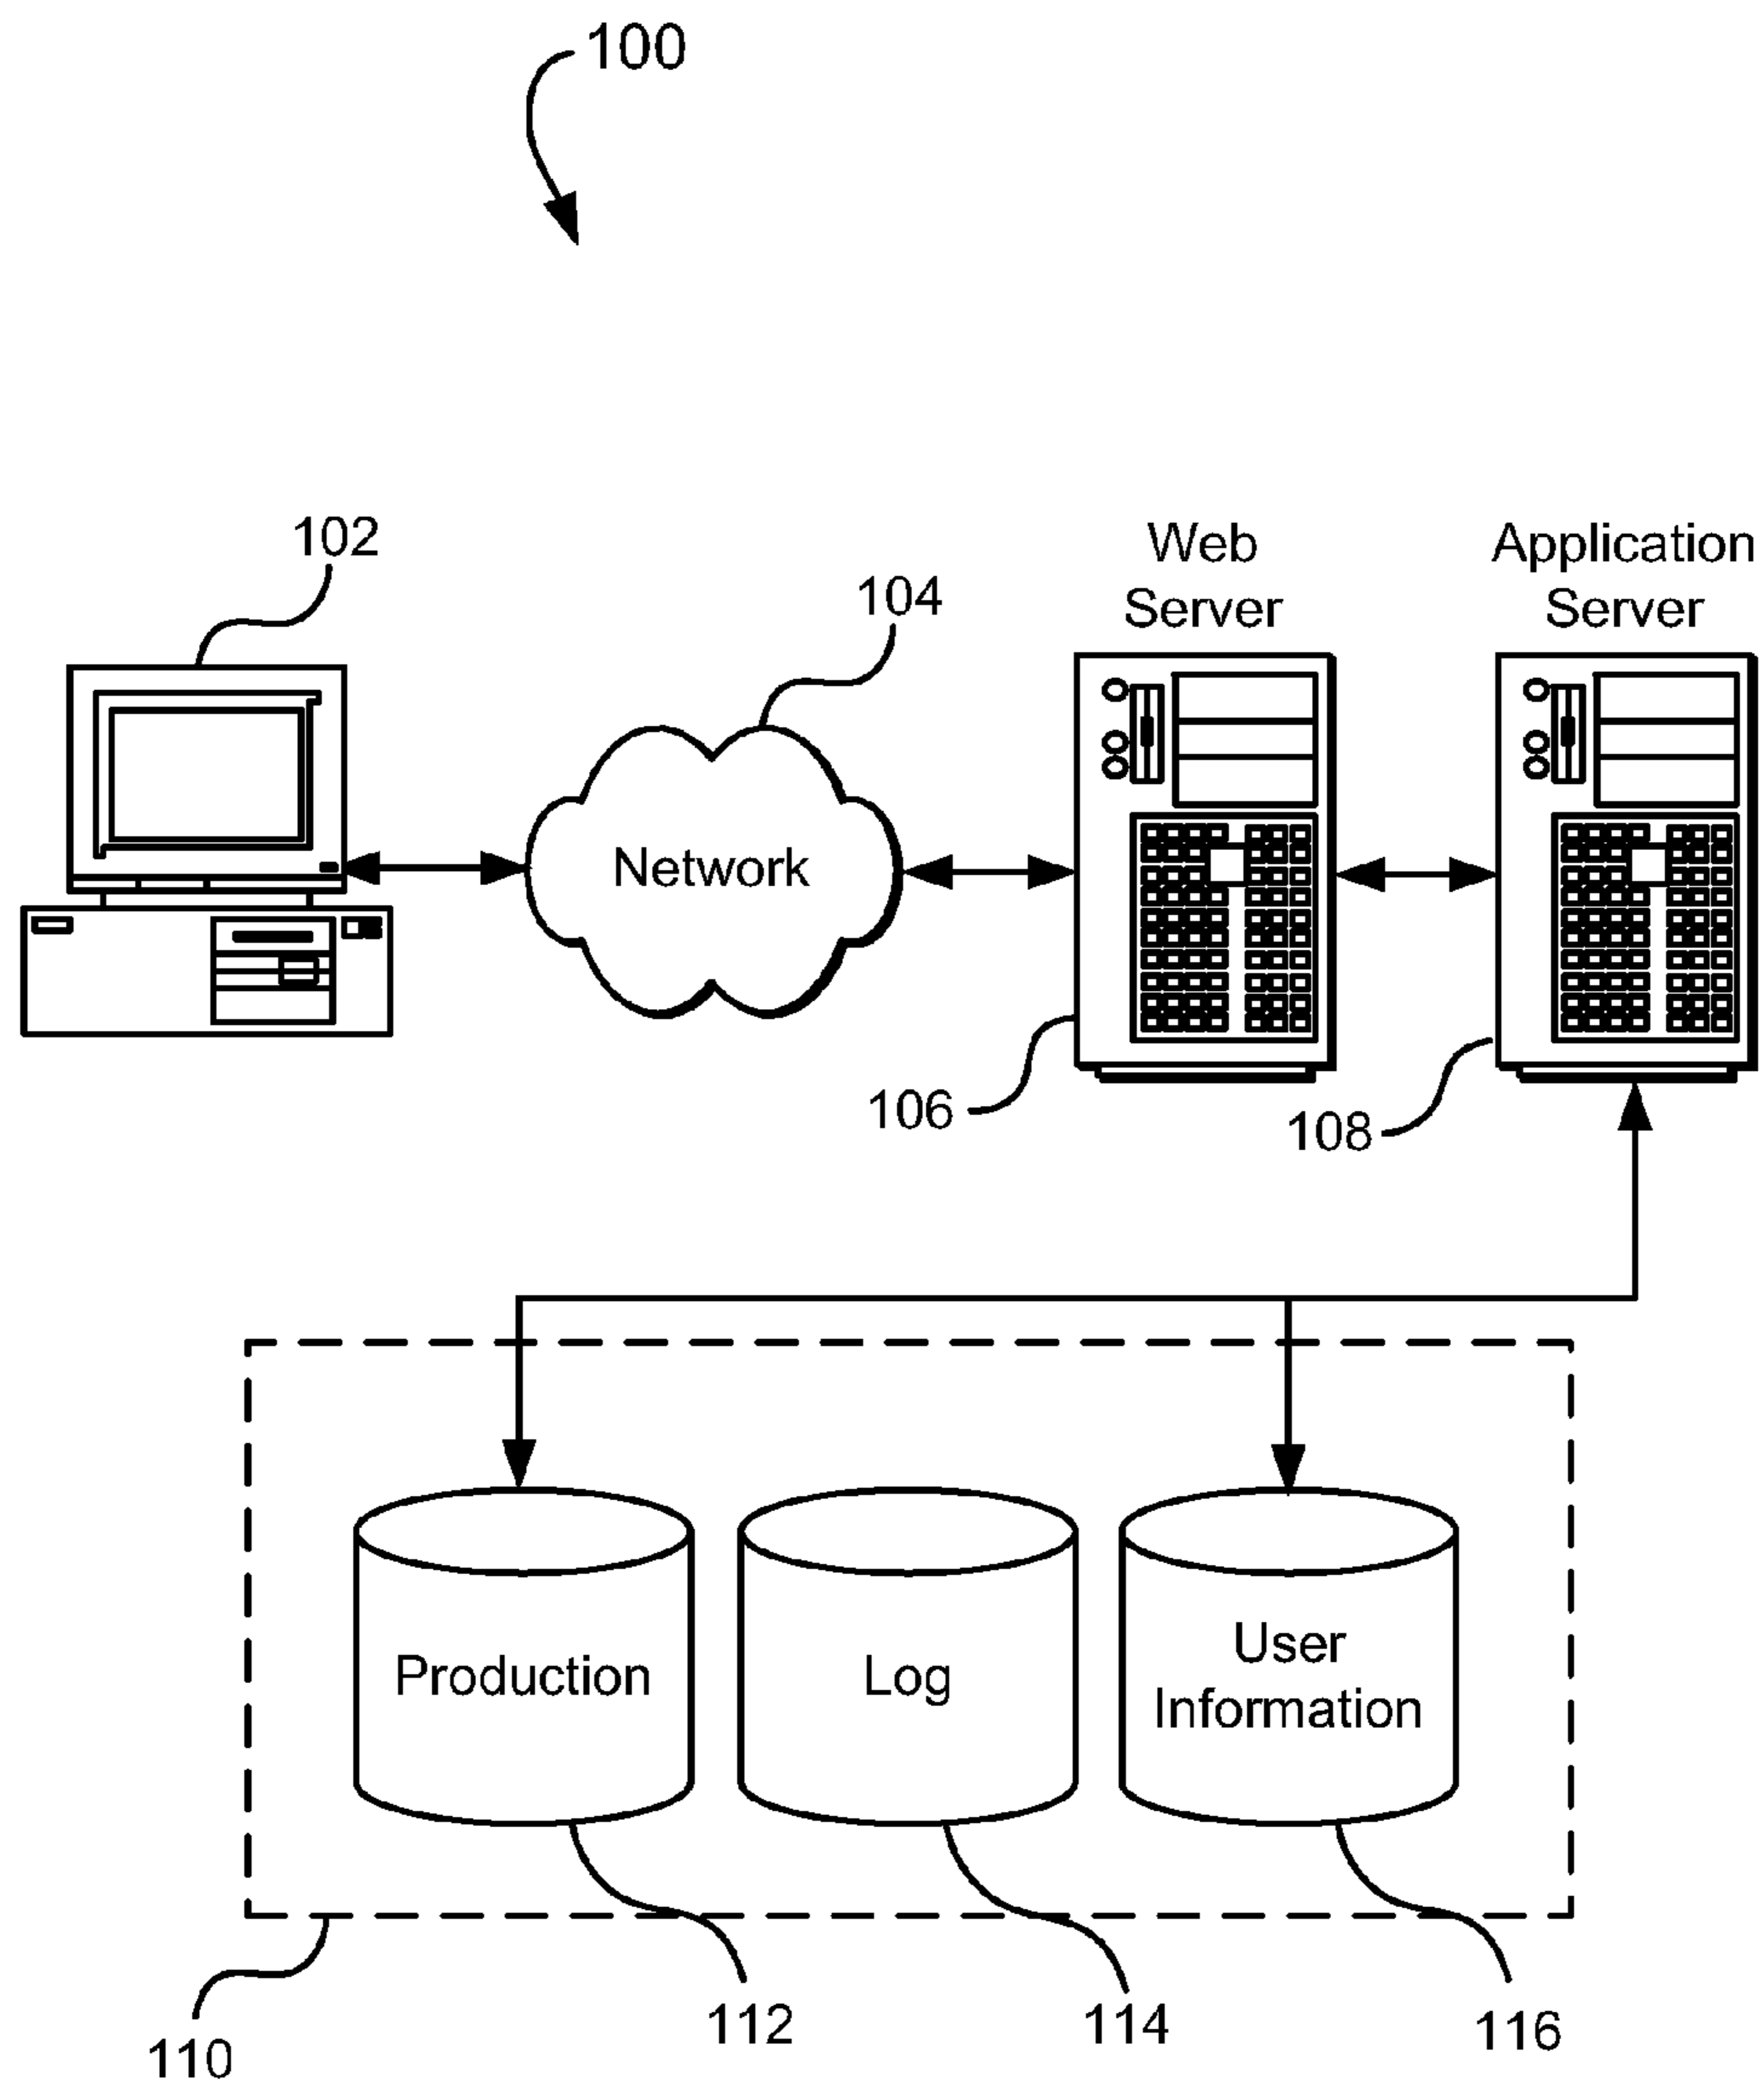 100
102
104
Web
Server
Application
Server
Network
106
108
Production
Log
User
Information
110
112
114
116